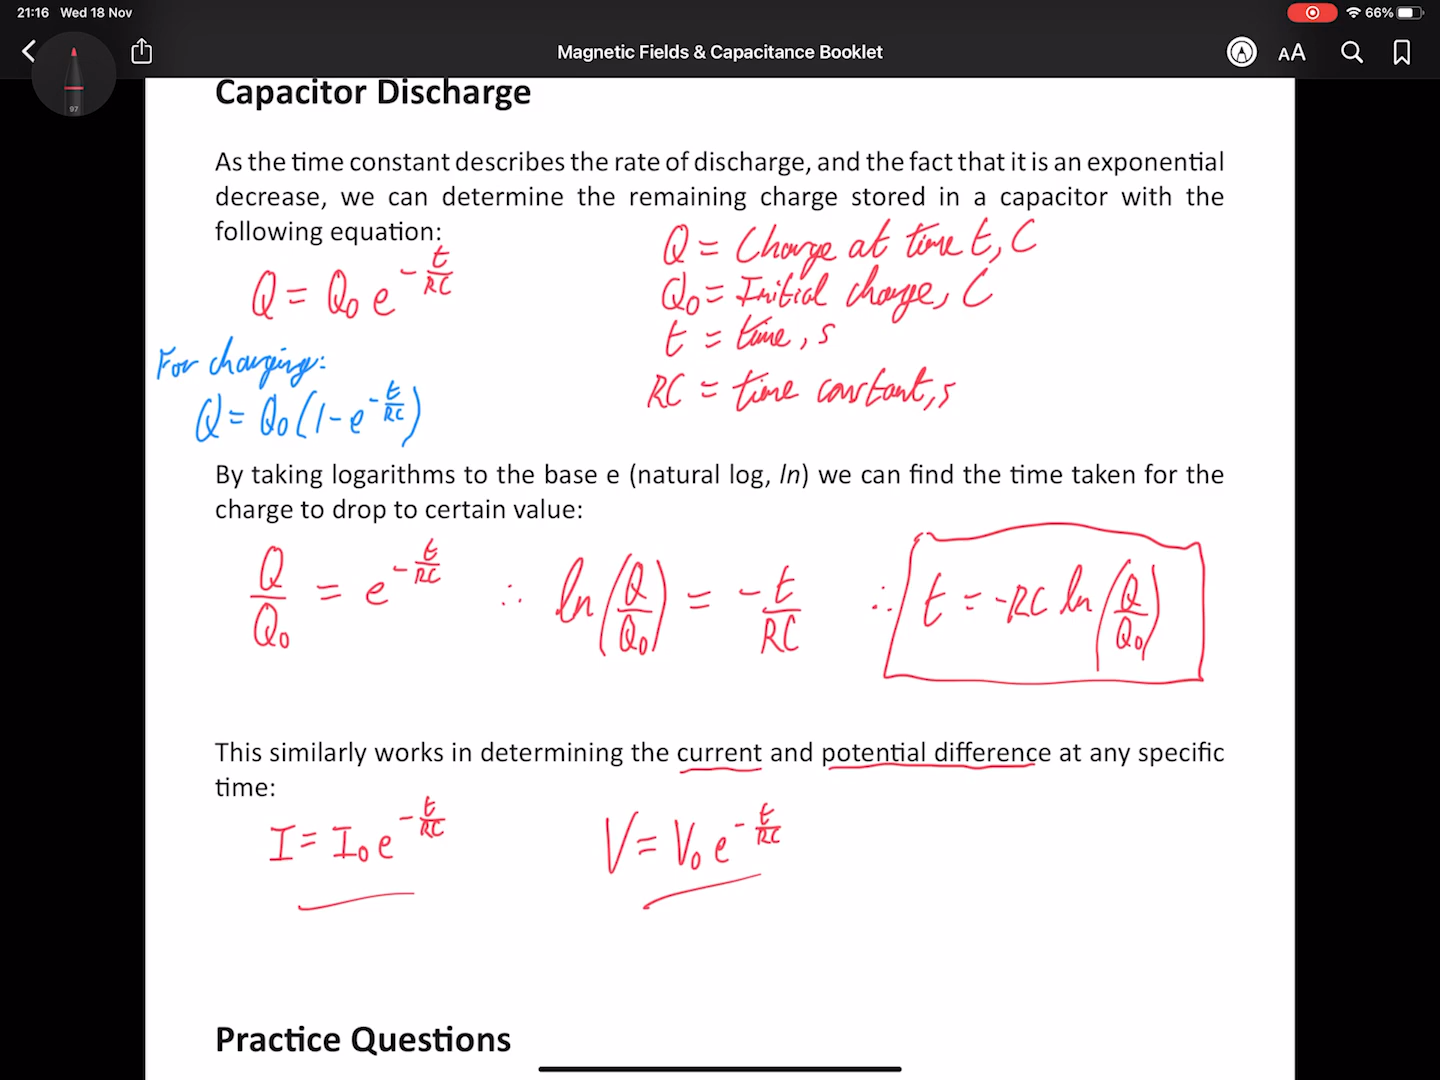 21:16 Wed 18 Nov
66%
97
Magnetic Fields & Capacitance Booklet
AA
Capacitor Discharge
As the time constant describes the rate of discharge, and the fact that it is an exponential
decrease, we can determine the remaining charge stored in a capacitor with the
following equation:
Q = Q₀ e^(-t/RC)
Q = Charge at time t, C
Q₀ = Initial charge, C
t = time, s
RC = time constant, s
For charging:
Q = Q₀(1 - e^(-t/RC))
By taking logarithms to the base e (natural log, ln) we can find the time taken for the
charge to drop to certain value:
Q/Q₀ = e^(-t/RC) ∴ ln(Q/Q₀) = -t/RC ∴ t = -RC ln(Q/Q₀)
This similarly works in determining the current and potential difference at any specific
time:
I = I₀ e^(-t/RC) V = V₀ e^(-t/RC)
Practice Questions